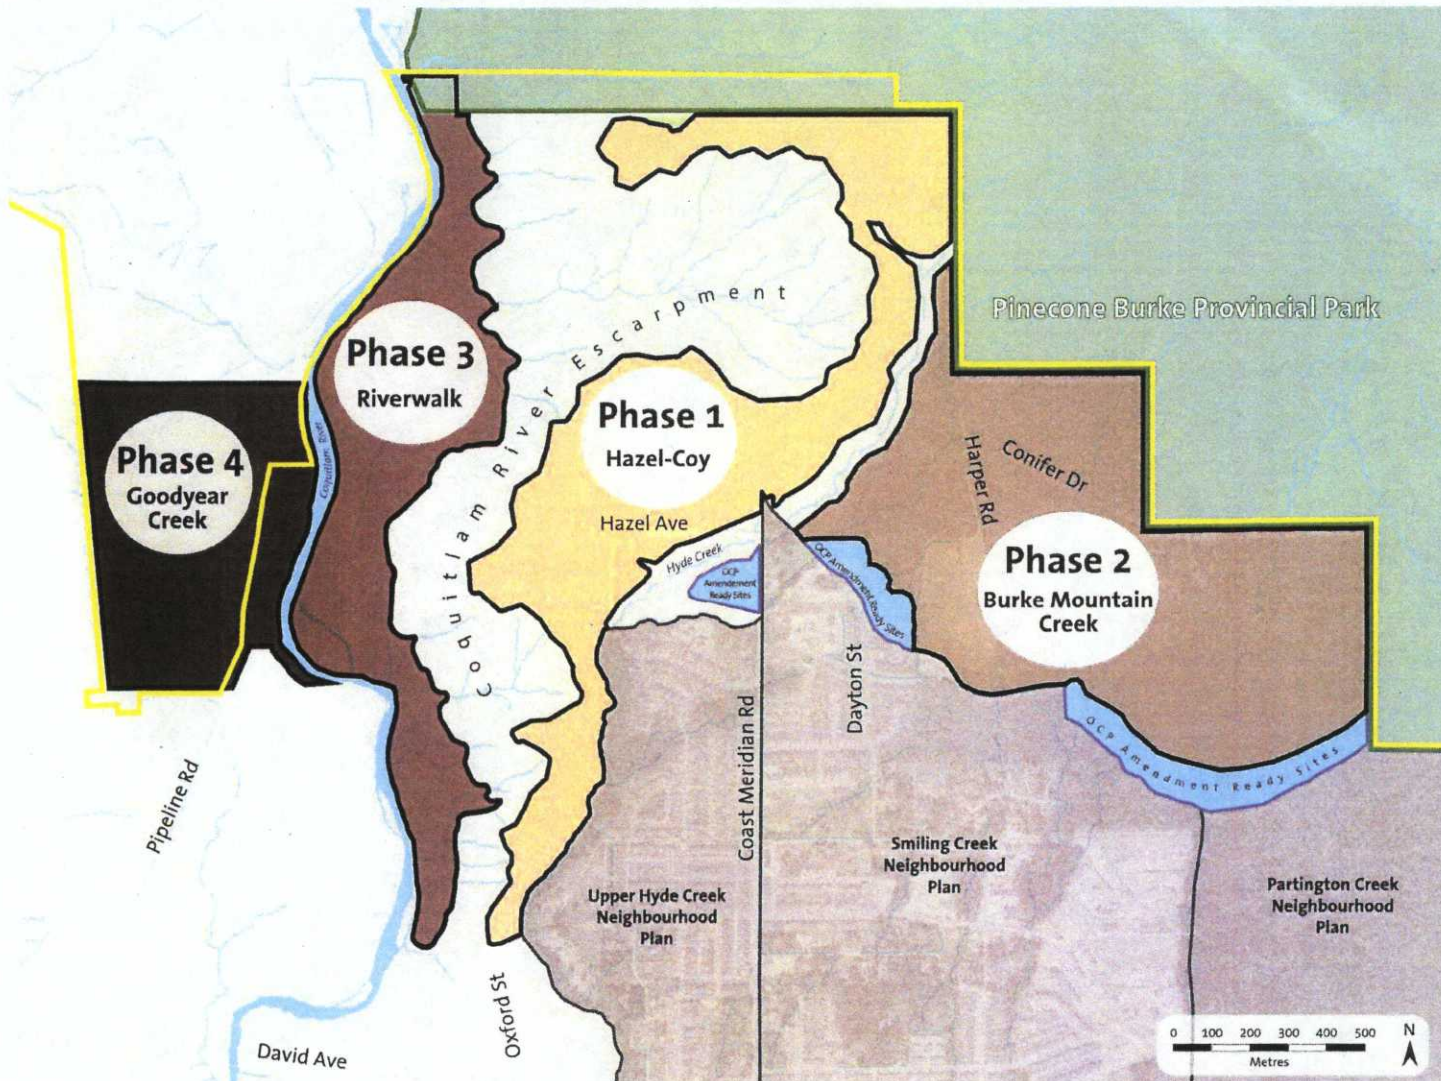 Pinecone Burke Provincial Park
Phase 3
Riverwalk
Coquitlam River Escarpment
Phase 1
Hazel-Coy
Hazel Ave
Phase 4
Goodyear
Creek
Coquitlam River
Harper Rd
Conifer Dr
Phase 2
Burke Mountain
Creek
Hyde Creek
OCP
Amendement
Ready Sites
OCP Amendment Ready Sites
Dayton St
Coast Meridian Rd
OCP Amendment Ready Sites
Pipeline Rd
Upper Hyde Creek
Neighbourhood
Plan
Smiling Creek
Neighbourhood
Plan
Partington Creek
Neighbourhood
Plan
Oxford St
David Ave
0 100 200 300 400 500
Metres
N